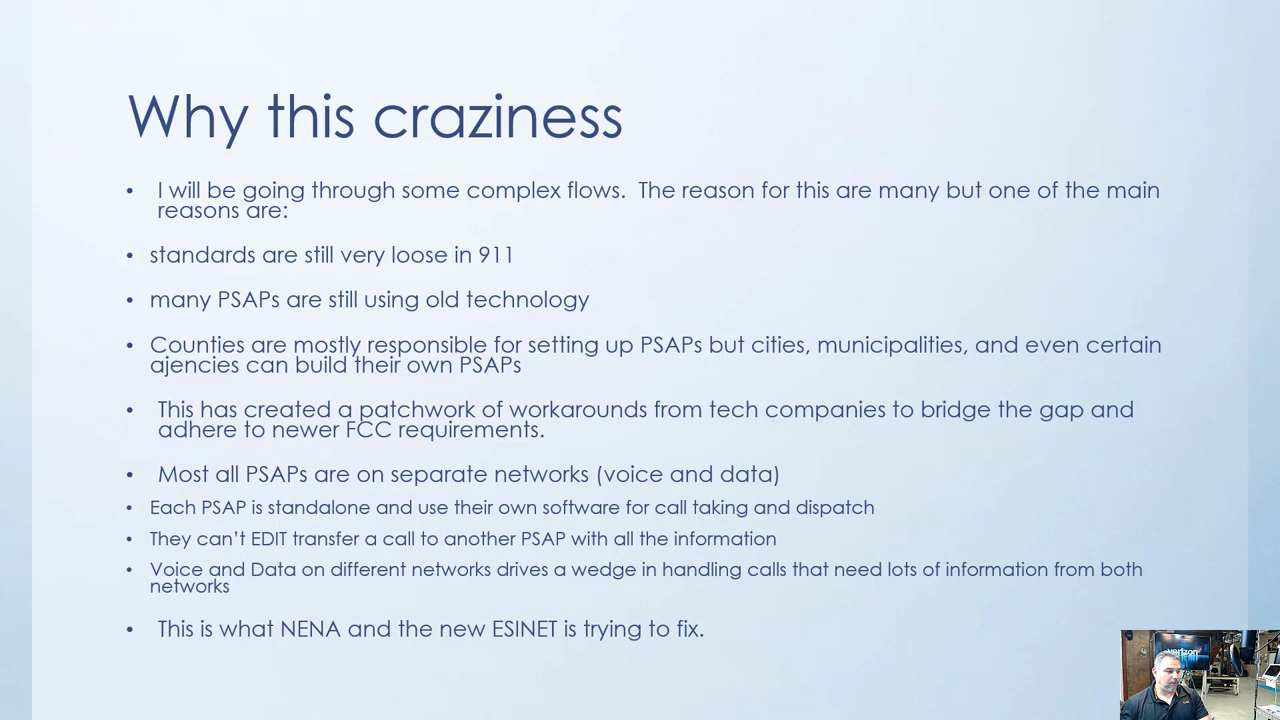 Why this craziness
• I will be going through some complex flows.  The reason for this are many but one of the main
reasons are:
• standards are still very loose in 911
• many PSAPs are still using old technology
• Counties are mostly responsible for setting up PSAPs but cities, municipalities, and even certain
ajencies can build their own PSAPs
• This has created a patchwork of workarounds from tech companies to bridge the gap and
adhere to newer FCC requirements.
• Most all PSAPs are on separate networks (voice and data)
• Each PSAP is standalone and use their own software for call taking and dispatch
• They can’t EDIT transfer a call to another PSAP with all the information
• Voice and Data on different networks drives a wedge in handling calls that need lots of information from both
networks
• This is what NENA and the new ESINET is trying to fix.
verizon